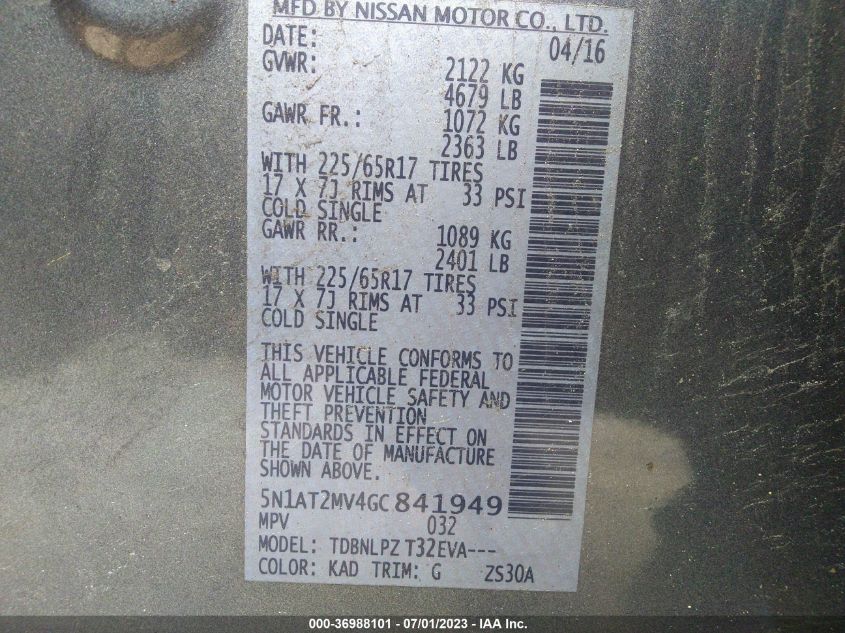 MFD BY NISSAN MOTOR CO., LTD.
DATE: 04/16
GVWR: 2122 KG
4679 LB
GAWR FR.: 1072 KG
2363 LB
WITH 225/65R17 TIRES
17 X 7J RIMS AT 33 PSI
COLD SINGLE
GAWR RR.: 1089 KG
2401 LB
WITH 225/65R17 TIRES
17 X 7J RIMS AT 33 PSI
COLD SINGLE
THIS VEHICLE CONFORMS TO
ALL APPLICABLE FEDERAL
MOTOR VEHICLE SAFETY AND
THEFT PREVENTION
STANDARDS IN EFFECT ON
THE DATE OF MANUFACTURE
SHOWN ABOVE.
5N1AT2MV4GC841949
MPV 032
MODEL: TDBNLPZ T32EVA---
COLOR: KAD TRIM: G ZS30A
000-36988101 - 07/01/2023 - IAA Inc.